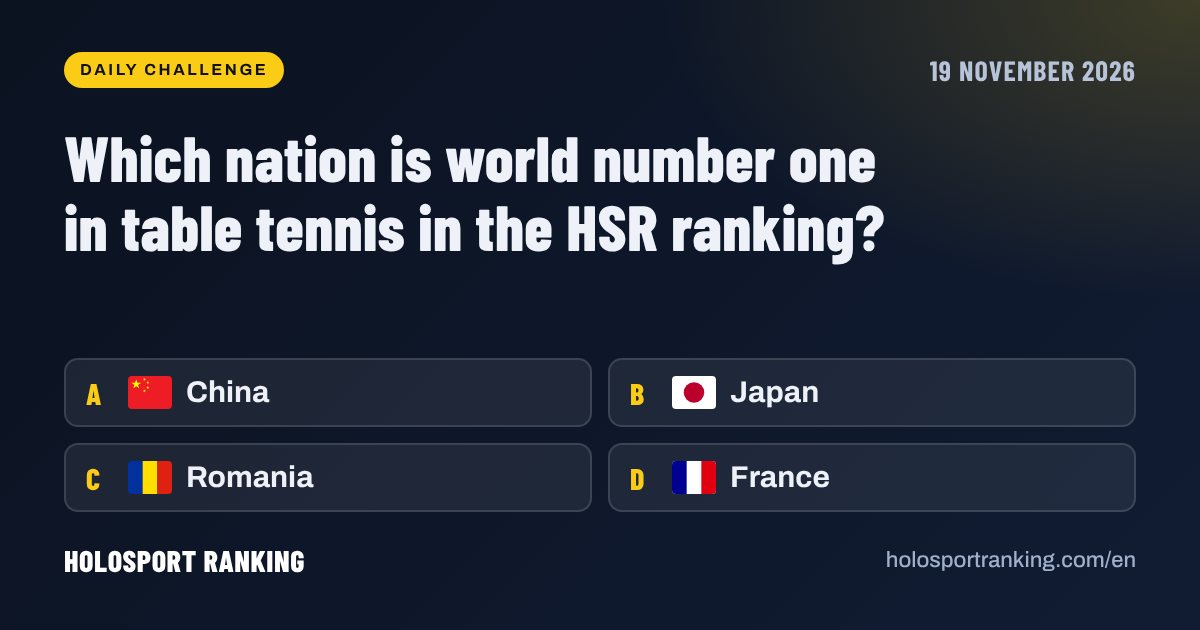 DAILY CHALLENGE
19 NOVEMBER 2026
Which nation is world number one
in table tennis in the HSR ranking?
A China
B Japan
C Romania
D France
HOLOSPORT RANKING
holosportranking.com/en